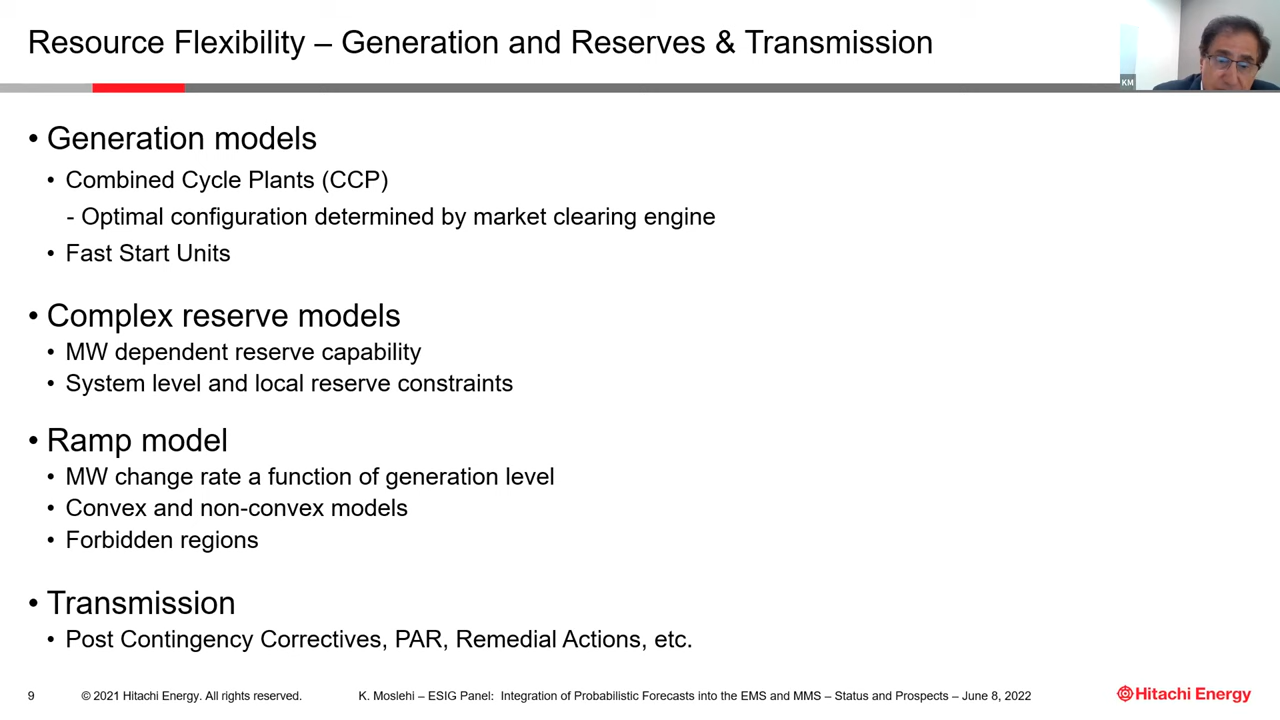 Resource Flexibility – Generation and Reserves & Transmission
KM
• Generation models
• Combined Cycle Plants (CCP)
- Optimal configuration determined by market clearing engine
• Fast Start Units
• Complex reserve models
• MW dependent reserve capability
• System level and local reserve constraints
• Ramp model
• MW change rate a function of generation level
• Convex and non-convex models
• Forbidden regions
• Transmission
• Post Contingency Correctives, PAR, Remedial Actions, etc.
9 © 2021 Hitachi Energy. All rights reserved. K. Moslehi – ESIG Panel: Integration of Probabilistic Forecasts into the EMS and MMS – Status and Prospects – June 8, 2022 Hitachi Energy